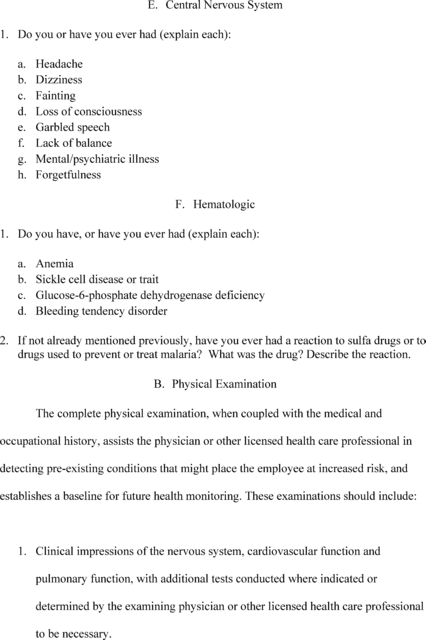 E. Central Nervous System
1. Do you or have you ever had (explain each):
a. Headache
b. Dizziness
c. Fainting
d. Loss of consciousness
e. Garbled speech
f. Lack of balance
g. Mental/psychiatric illness
h. Forgetfulness
F. Hematologic
1. Do you have, or have you ever had (explain each):
a. Anemia
b. Sickle cell disease or trait
c. Glucose-6-phosphate dehydrogenase deficiency
d. Bleeding tendency disorder
2. If not already mentioned previously, have you ever had a reaction to sulfa drugs or to
drugs used to prevent or treat malaria? What was the drug? Describe the reaction.
B. Physical Examination
The complete physical examination, when coupled with the medical and
occupational history, assists the physician or other licensed health care professional in
detecting pre-existing conditions that might place the employee at increased risk, and
establishes a baseline for future health monitoring. These examinations should include:
1. Clinical impressions of the nervous system, cardiovascular function and
pulmonary function, with additional tests conducted where indicated or
determined by the examining physician or other licensed health care professional
to be necessary.